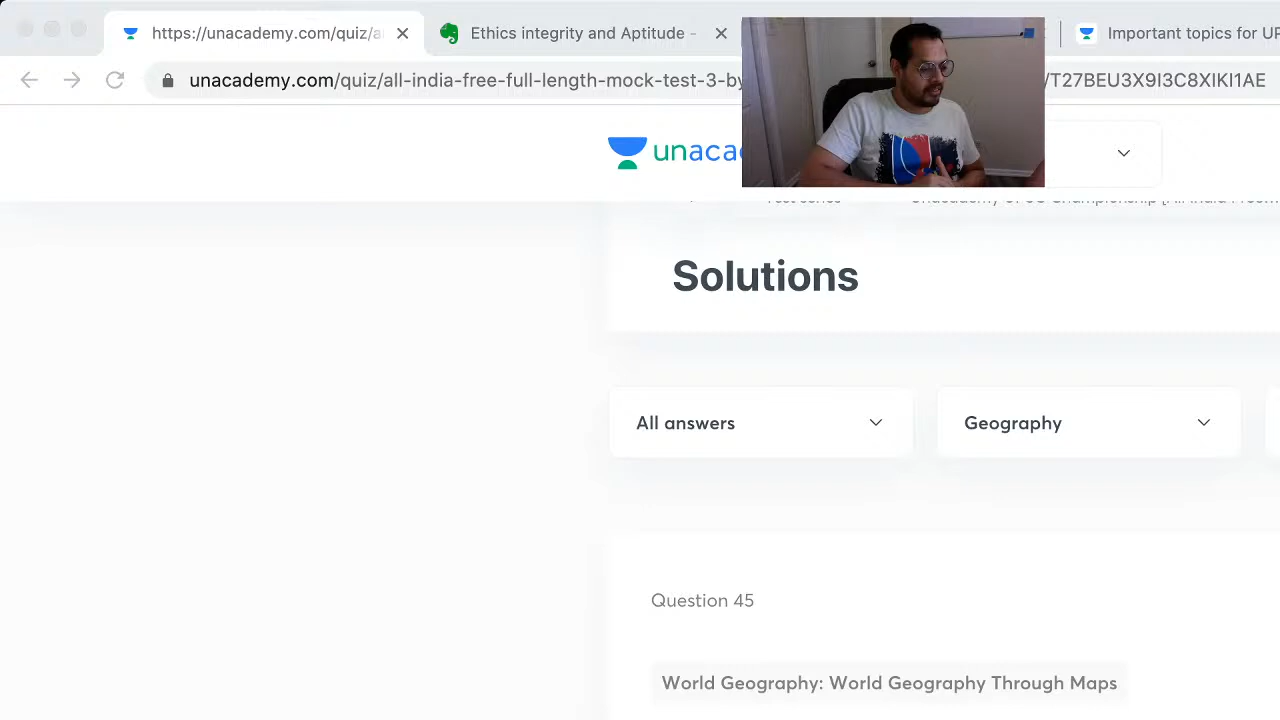 https://unacademy.com/quiz/a
Ethics integrity and Aptitude -
Important topics for UP
unacademy.com/quiz/all-india-free-full-length-mock-test-3-by
/T27BEU3X9I3C8XIKI1AE
unaca
Solutions
All answers
Geography
Question 45
World Geography: World Geography Through Maps